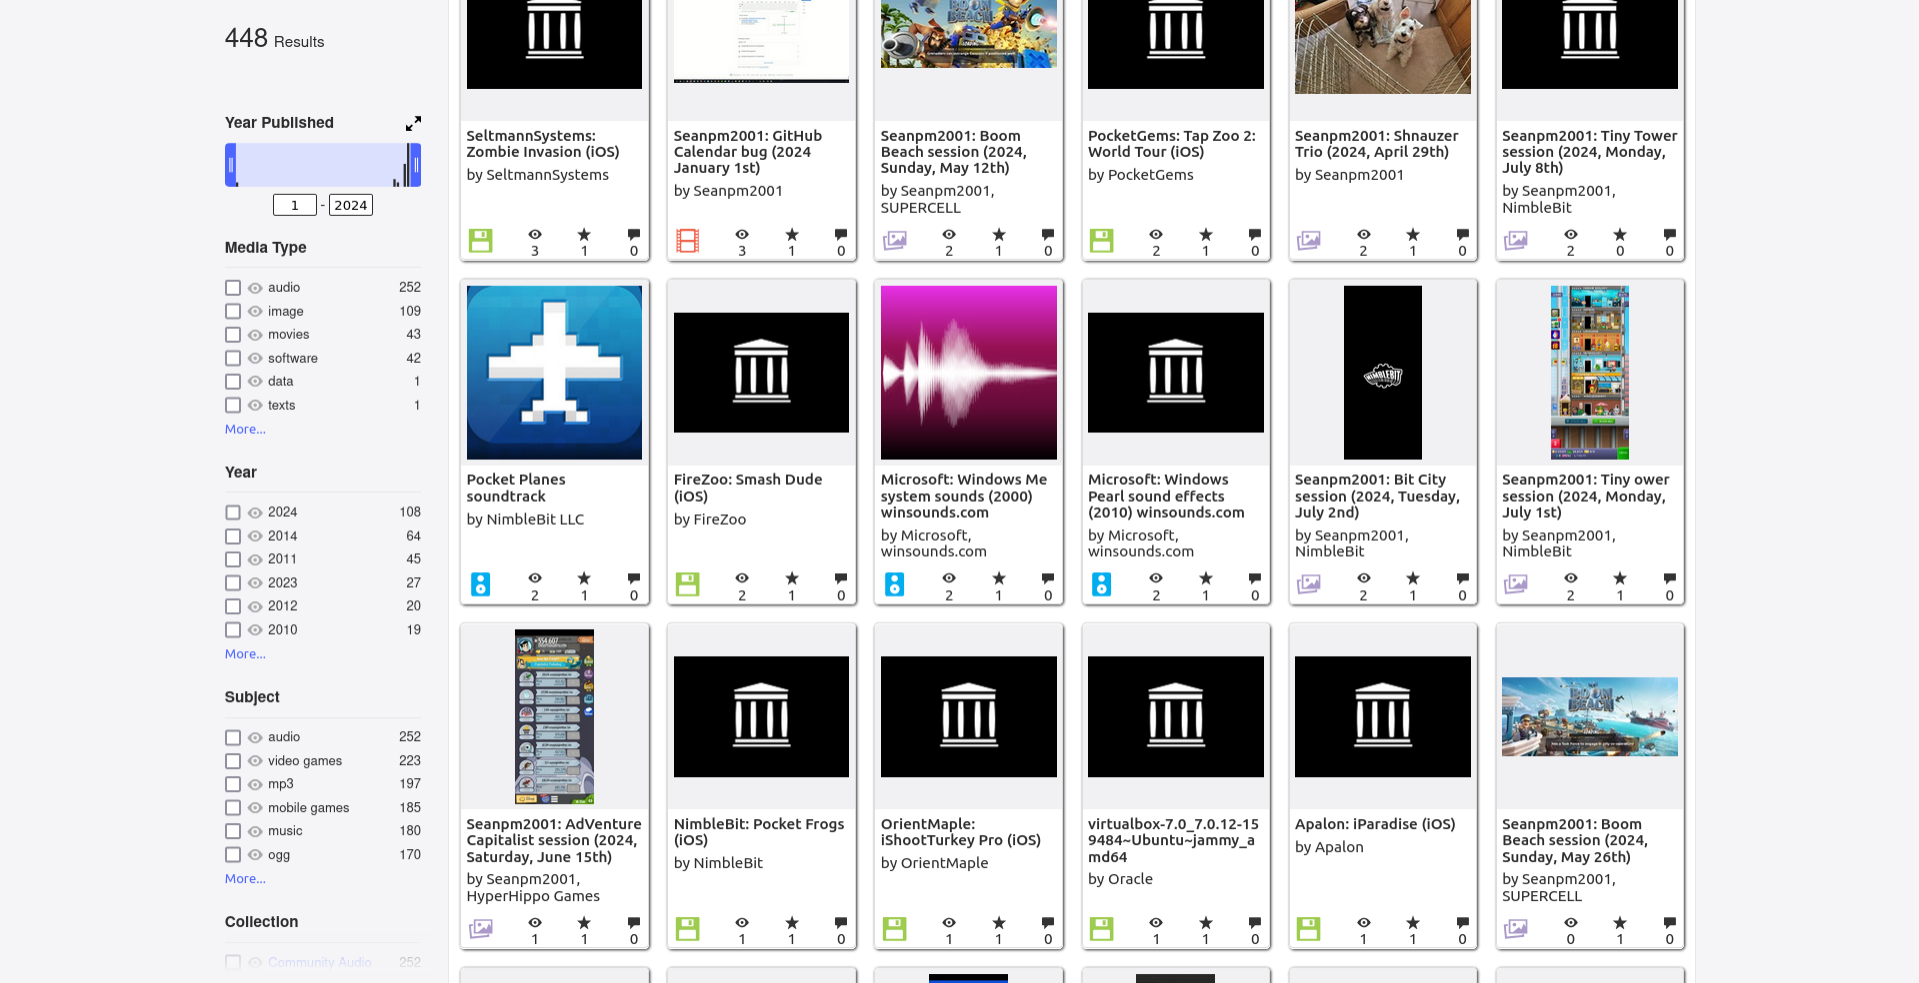 448 Results
Year Published
1 - 2024
Media Type
audio 252
image 109
movies 43
software 42
data 1
texts 1
More...
Year
2024 108
2014 64
2011 45
2023 27
2012 20
2010 19
More...
Subject
audio 252
video games 223
mp3 197
mobile games 185
music 180
ogg 170
More...
Collection
Community Audio 252
SeltmannSystems:
Zombie Invasion (iOS)
by SeltmannSystems
3 1 0
Seanpm2001: GitHub
Calendar bug (2024
January 1st)
by Seanpm2001
3 1 0
BOOM
BEACH
Seanpm2001: Boom
Beach session (2024,
Sunday, May 12th)
by Seanpm2001,
SUPERCELL
2 1 0
PocketGems: Tap Zoo 2:
World Tour (iOS)
by PocketGems
2 1 0
Seanpm2001: Shnauzer
Trio (2024, April 29th)
by Seanpm2001
2 1 0
Seanpm2001: Tiny Tower
session (2024, Monday,
July 8th)
by Seanpm2001,
NimbleBit
2 0 0
Pocket Planes
soundtrack
by NimbleBit LLC
2 1 0
FireZoo: Smash Dude
(iOS)
by FireZoo
2 1 0
Microsoft: Windows Me
system sounds (2000)
winsounds.com
by Microsoft,
winsounds.com
2 1 0
Microsoft: Windows
Pearl sound effects
(2010) winsounds.com
by Microsoft,
winsounds.com
2 1 0
NIMBLEBIT
Seanpm2001: Bit City
session (2024, Tuesday,
July 2nd)
by Seanpm2001,
NimbleBit
2 1 0
Seanpm2001: Tiny ower
session (2024, Monday,
July 1st)
by Seanpm2001,
NimbleBit
2 1 0
Seanpm2001: AdVenture
Capitalist session (2024,
Saturday, June 15th)
by Seanpm2001,
HyperHippo Games
1 1 0
NimbleBit: Pocket Frogs
(iOS)
by NimbleBit
1 1 0
OrientMaple:
iShootTurkey Pro (iOS)
by OrientMaple
1 1 0
virtualbox-7.0_7.0.12-15
9484~Ubuntu~jammy_a
md64
by Oracle
1 1 0
Apalon: iParadise (iOS)
by Apalon
1 1 0
BOOM
BEACH
Seanpm2001: Boom
Beach session (2024,
Sunday, May 26th)
by Seanpm2001,
SUPERCELL
0 1 0